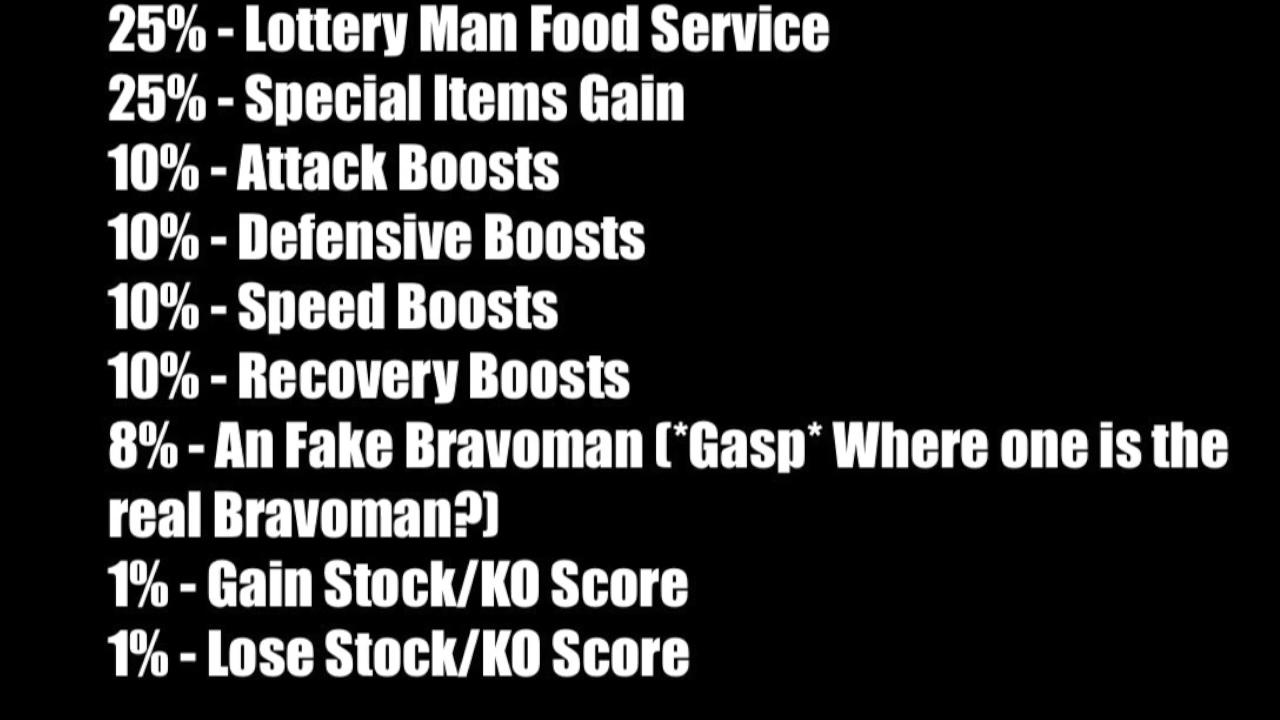 25% - Lottery Man Food Service
25% - Special Items Gain
10% - Attack Boosts
10% - Defensive Boosts
10% - Speed Boosts
10% - Recovery Boosts
8% - An Fake Bravoman (*Gasp* Where one is the
real Bravoman?)
1% - Gain Stock/KO Score
1% - Lose Stock/KO Score